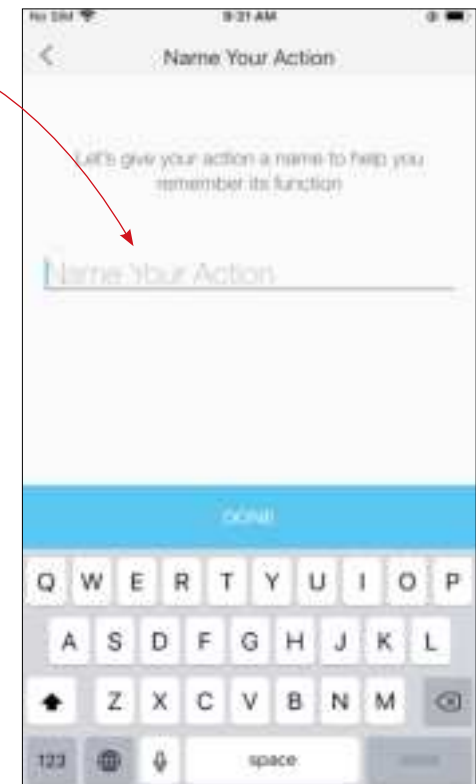 No SIM 9:31 AM
Name Your Action
Let's give your action a name to help you
remember its function
Name Your Action
DONE
Q W E R T Y U I O P
A S D F G H J K L
Z X C V B N M
123 space